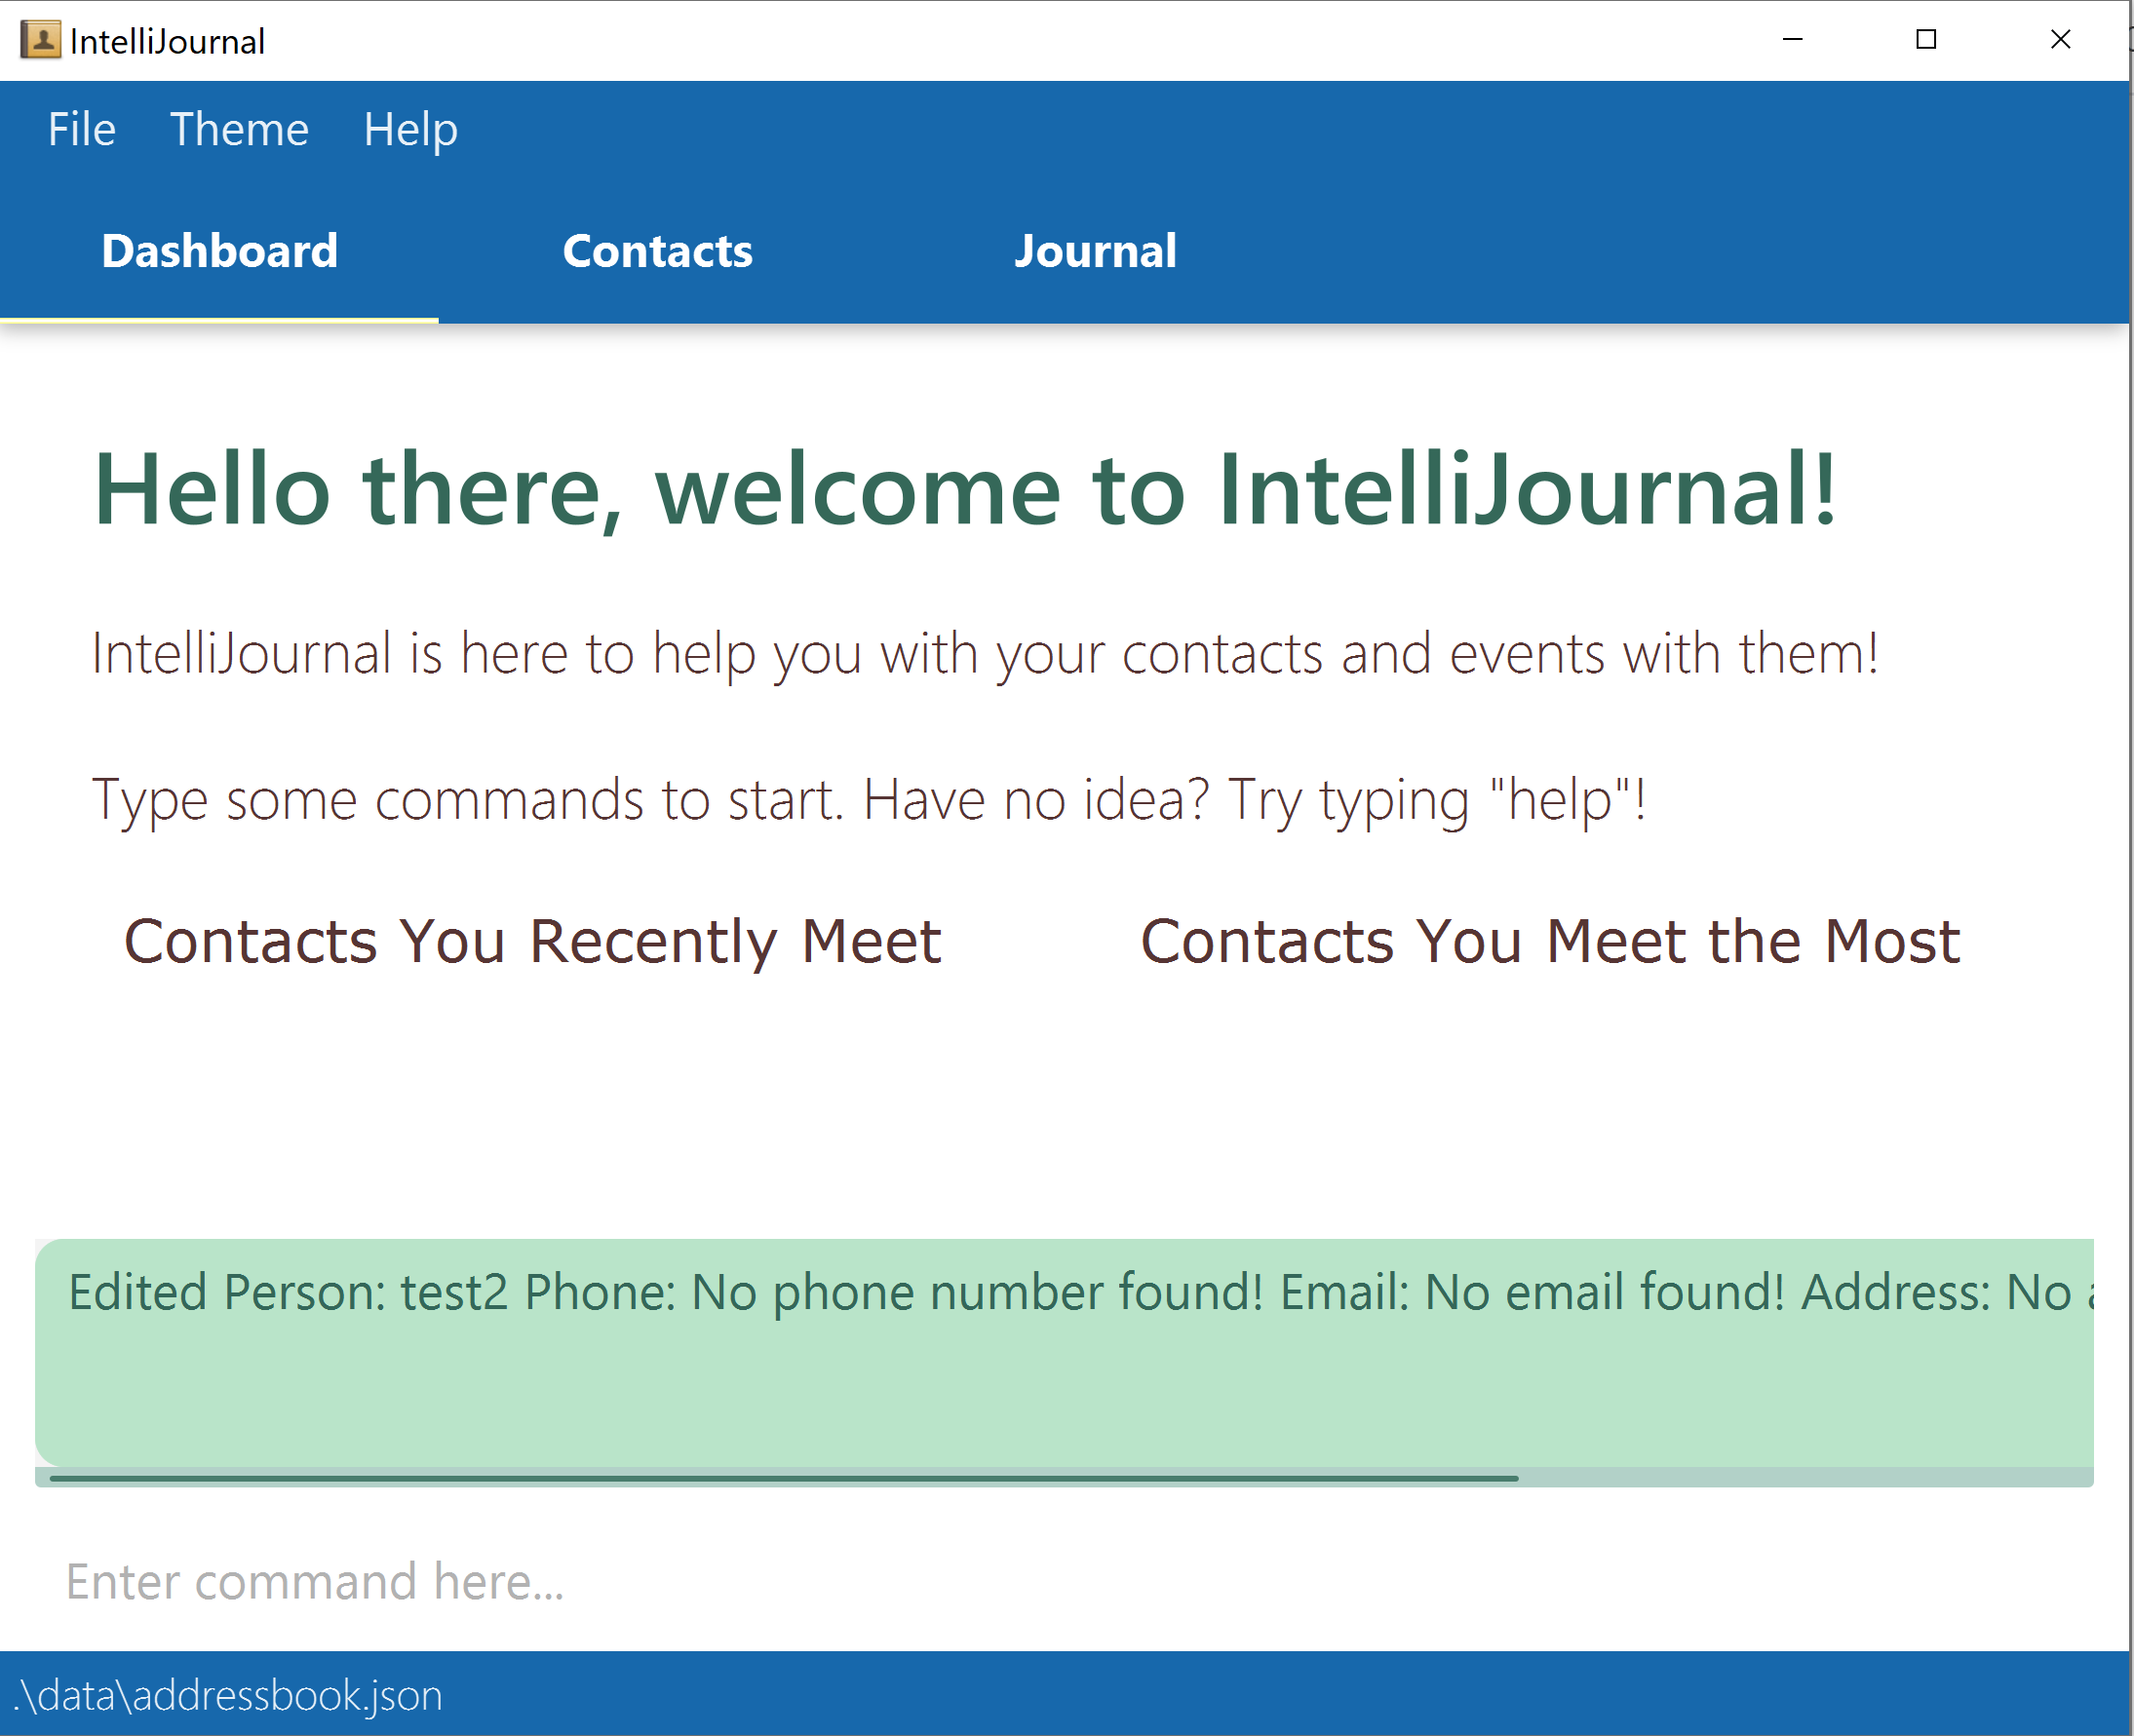 IntelliJournal
File Theme Help
Dashboard Contacts Journal
Hello there, welcome to IntelliJournal!
IntelliJournal is here to help you with your contacts and events with them!
Type some commands to start. Have no idea? Try typing "help"!
Contacts You Recently Meet Contacts You Meet the Most
Edited Person: test2 Phone: No phone number found! Email: No email found! Address: No
Enter command here...
.\data\addressbook.json